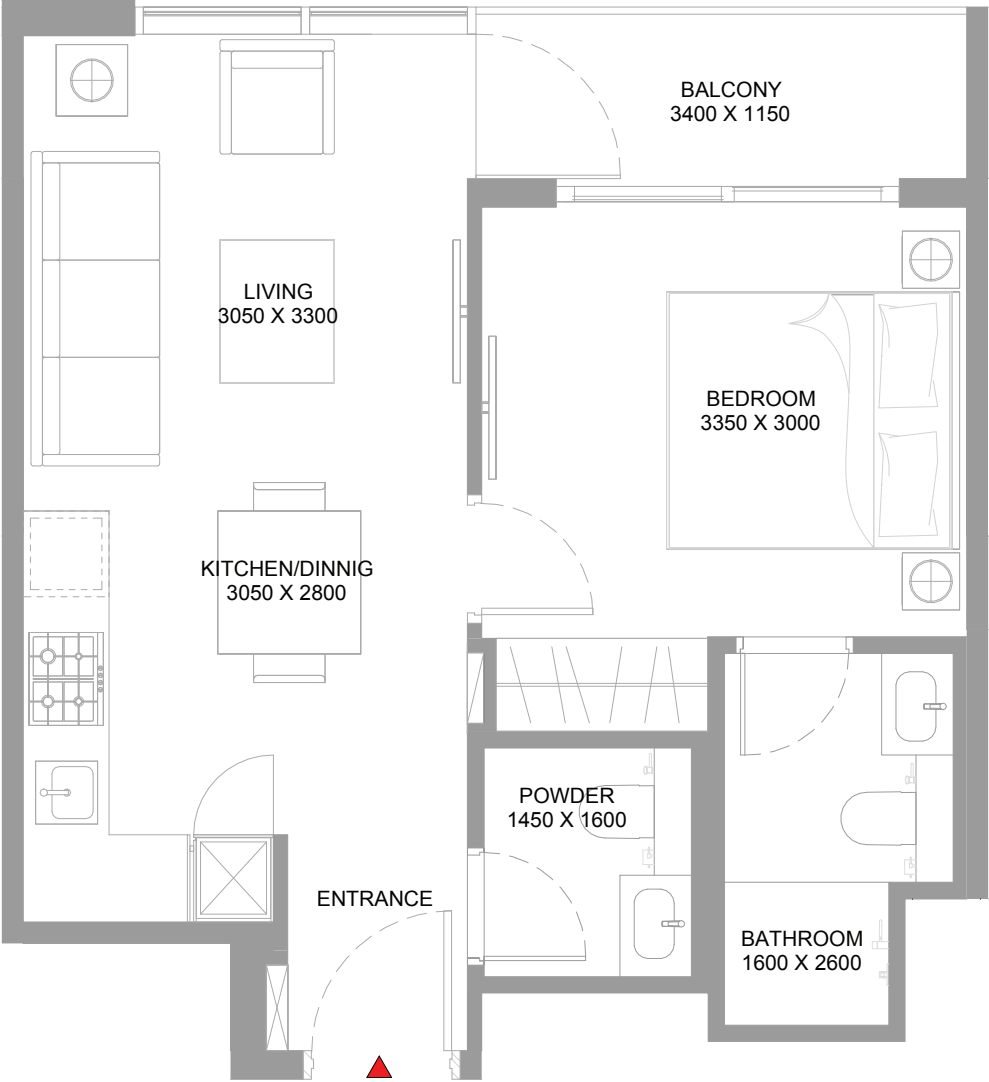 BALCONY
3400 X 1150
LIVING
3050 X 3300
BEDROOM
3350 X 3000
KITCHEN/DINNIG
3050 X 2800
POWDER
1450 X 1600
ENTRANCE
BATHROOM
1600 X 2600